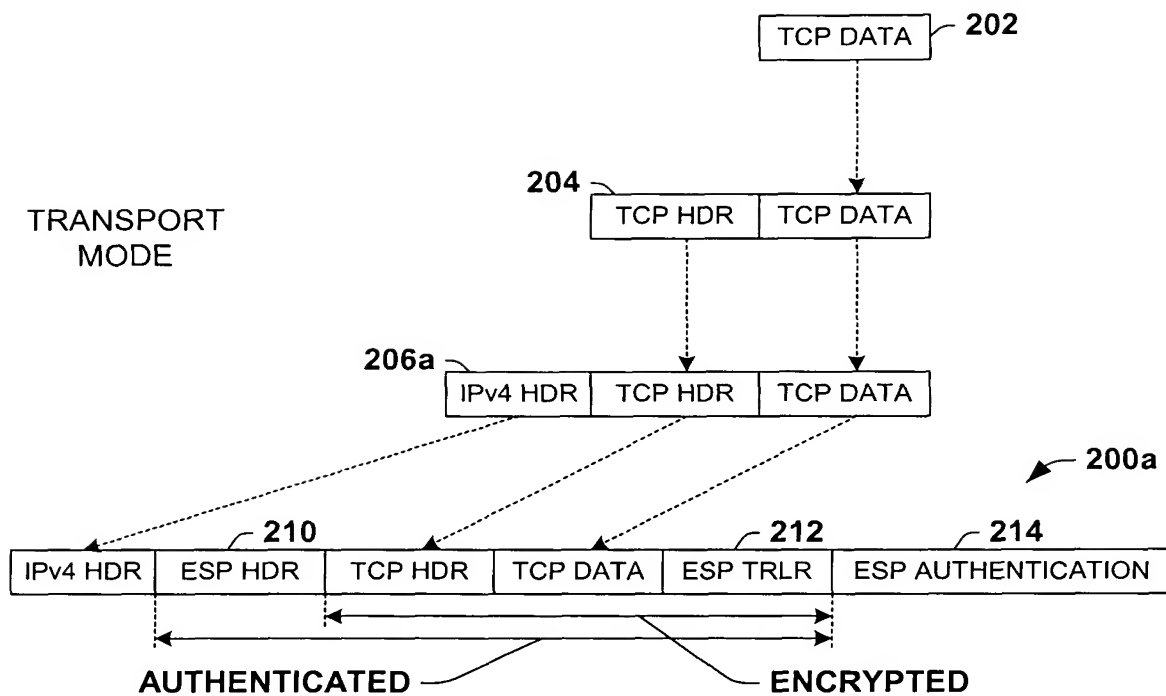 TCP DATA 202
204
TCP HDR TCP DATA
TRANSPORT
MODE
206a
IPv4 HDR TCP HDR TCP DATA
200a
210 212 214
IPv4 HDR ESP HDR TCP HDR TCP DATA ESP TRLR ESP AUTHENTICATION
AUTHENTICATED ENCRYPTED